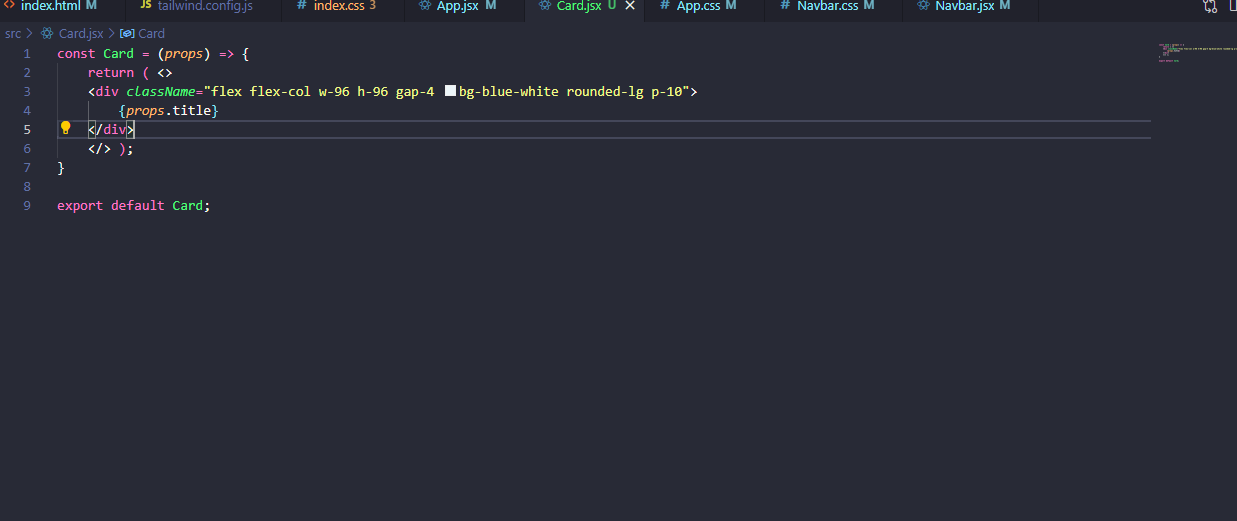 index.html M
JS tailwind.config.js
# index.css 3
App.jsx M
Card.jsx U
# App.css M
# Navbar.css M
Navbar.jsx M
src > Card.jsx > Card
1 const Card = (props) => {
2 return ( <>
3 <div className="flex flex-col w-96 h-96 gap-4 bg-blue-white rounded-lg p-10">
4 {props.title}
5 </div>
6 </> );
7 }
8
9 export default Card;